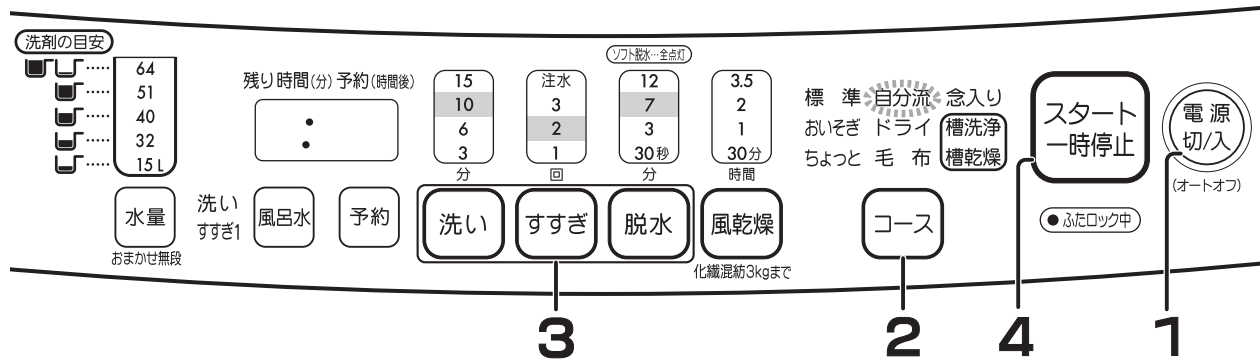 洗剤の目安
64
51
40
32
15 L
水量
おまかせ無段
残り時間(分) 予約(時間後)
:
洗い
すすぎ1
風呂水
予約
15
10
6
3
分
洗い
注水
3
2
1
回
すすぎ
ソフト脱水…全点灯
12
7
3
30秒
分
脱水
3.5
2
1
30分
時間
風乾燥
化繊混紡3kgまで
標準 自分流 念入り
おいそぎ ドライ 槽洗浄
ちょっと 毛布 槽乾燥
コース
スタート
一時停止
ふたロック中
電源
切/入
(オートオフ)
3
2
4
1